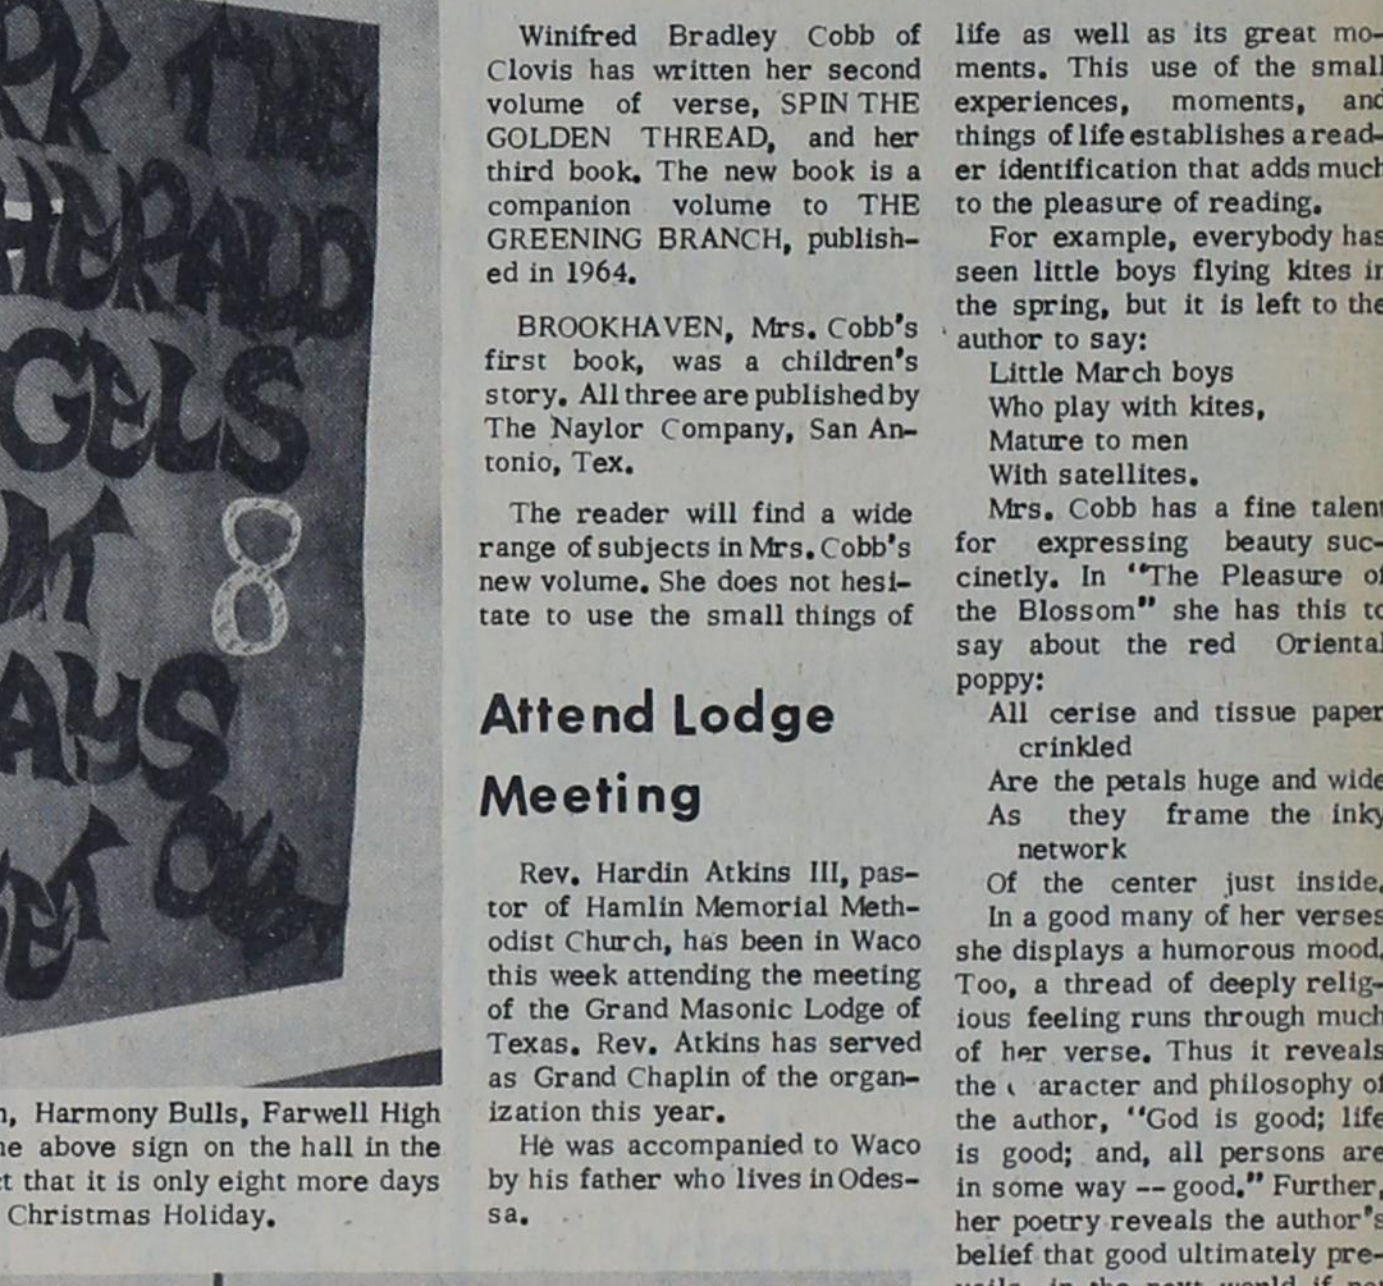 THE
HERALD
GELS
8
AYS
Harmony Bulls, Farwell High
above sign on the hall in the
that it is only eight more days
Christmas Holiday.
Winifred Bradley Cobb of
Clovis has written her second
volume of verse, SPIN THE
GOLDEN THREAD, and her
third book. The new book is a
companion volume to THE
GREENING BRANCH, publish-
ed in 1964.
BROOKHAVEN, Mrs. Cobb's
first book, was a children's
story. All three are published by
The Naylor Company, San An-
tonio, Tex.
The reader will find a wide
range of subjects in Mrs. Cobb's
new volume. She does not hesi-
tate to use the small things of
Attend Lodge
Meeting
Rev. Hardin Atkins III, pas-
tor of Hamlin Memorial Meth-
odist Church, has been in Waco
this week attending the meeting
of the Grand Masonic Lodge of
Texas. Rev. Atkins has served
as Grand Chaplin of the organ-
ization this year.
He was accompanied to Waco
by his father who lives in Odes-
sa.
life as well as its great mo-
ments. This use of the small
experiences, moments, and
things of life establishes a read-
er identification that adds much
to the pleasure of reading.
For example, everybody has
seen little boys flying kites in
the spring, but it is left to the
author to say:
Little March boys
Who play with kites,
Mature to men
With satellites.
Mrs. Cobb has a fine talent
for expressing beauty suc-
cinetly. In "The Pleasure of
the Blossom" she has this to
say about the red Oriental
poppy:
All cerise and tissue paper
crinkled
Are the petals huge and wide
As they frame the inky
network
Of the center just inside.
In a good many of her verses
she displays a humorous mood.
Too, a thread of deeply relig-
ious feeling runs through much
of her verse. Thus it reveals
the aracter and philosophy of
the author, "God is good; life
is good; and, all persons are
in some way -- good." Further,
her poetry reveals the author's
belief that good ultimately pre-